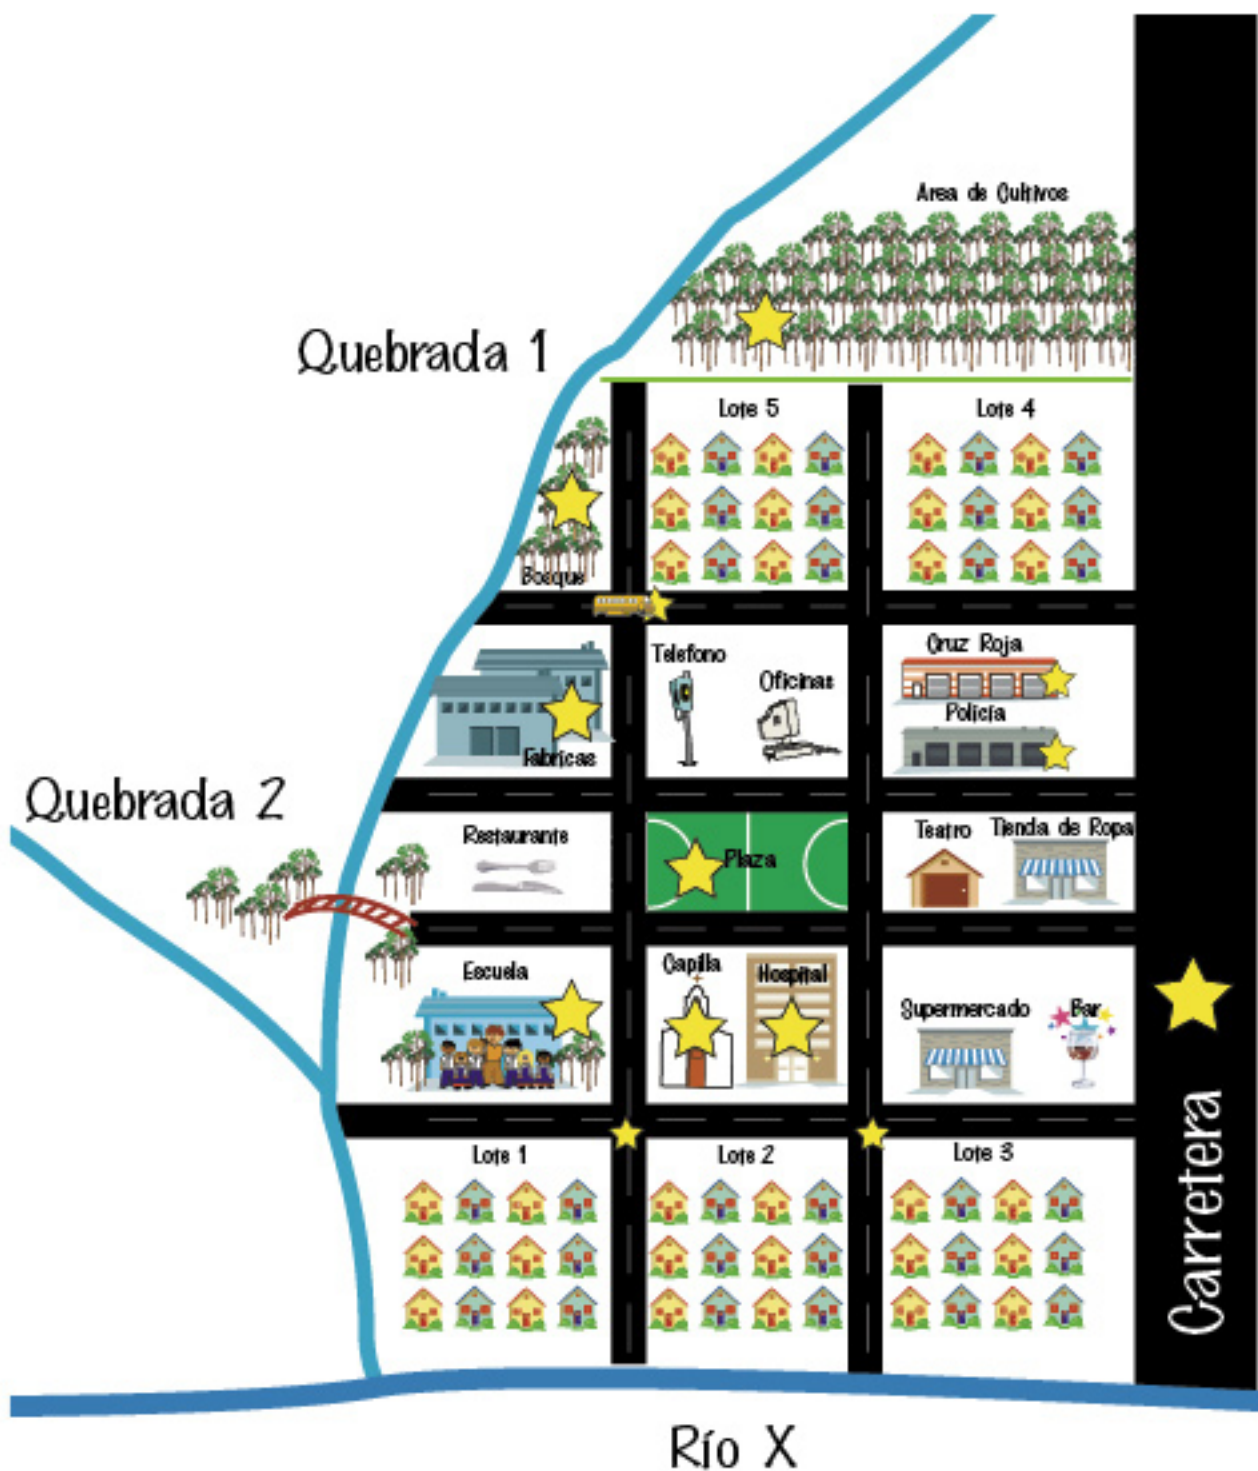 Area de Cultivos
Quebrada 1
Lote 5
Lote 4
Bosque
Telefono
Oficinas
Cruz Roja
Policía
Fabricas
Quebrada 2
Restaurante
Plaza
Teatro
Tienda de Ropa
Escuela
Capilla
Hospital
Supermercado
Bar
Carretera
Lote 1
Lote 2
Lote 3
Río X